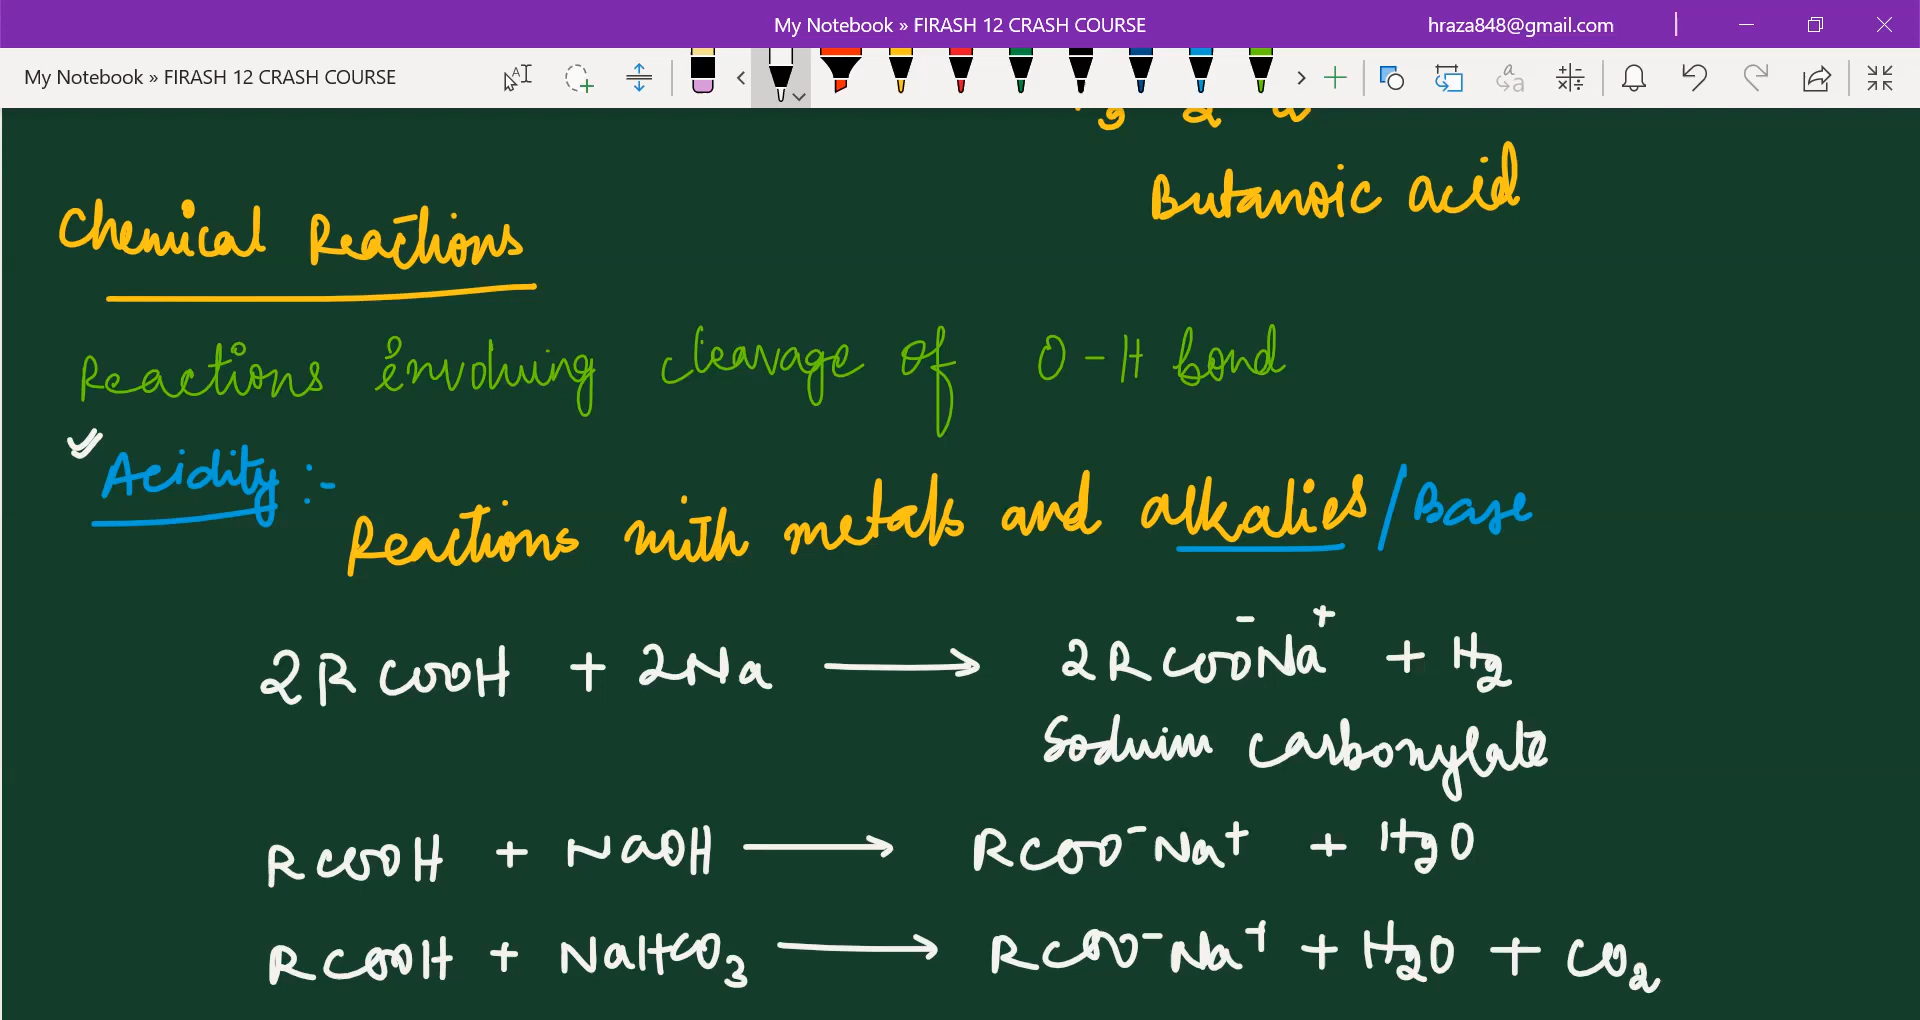 My Notebook » FIRASH 12 CRASH COURSE
hraza848@gmail.com
My Notebook » FIRASH 12 CRASH COURSE
Butanoic acid
Chemical Reactions
Reactions involving cleavage of O-H bond
Acidity :-
Reactions with metals and alkalies / Base
2RCOOH + 2Na ⟶ 2RCOO⁻Na⁺ + H₂
Sodium carboxylate
RCOOH + NaOH ⟶ RCOO⁻Na⁺ + H₂O
RCOOH + NaHCO₃ ⟶ RCOO⁻Na⁺ + H₂O + CO₂